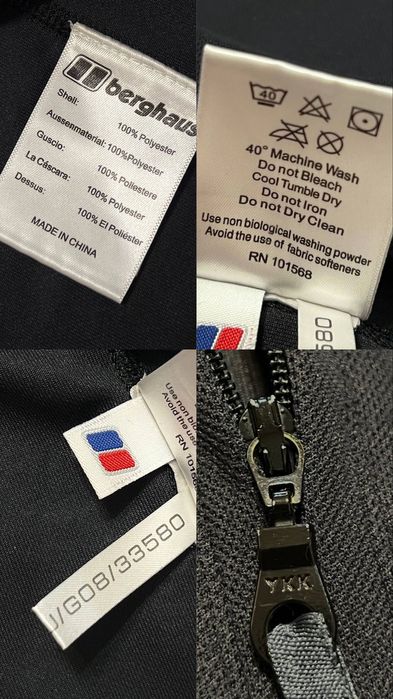 berghaus
Shell:
100% Polyester
Aussenmaterial: 100%Polyester
Guscio:
100% Poliestere
La Cáscara:
100% Polyester
Dessus:
100% El Poliéster
MADE IN CHINA
40
40° Machine Wash
Do not Bleach
Cool Tumble Dry
Do not Iron
Do not Dry Clean
Use non biological washing powder
Avoid the use of fabric softeners
RN 101568
580
Use non bi
Avoid the us
RN 101
/G08/33580
YKK